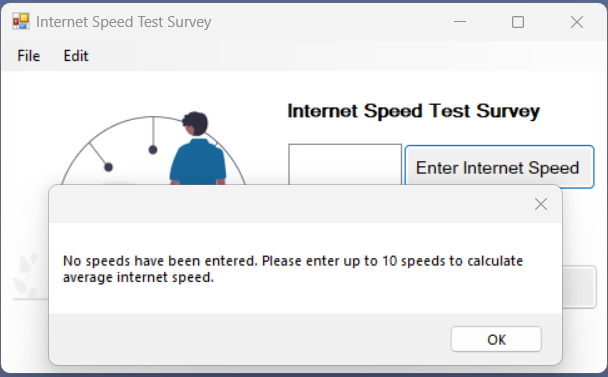 Internet Speed Test Survey
File Edit
Internet Speed Test Survey
Enter Internet Speed
No speeds have been entered. Please enter up to 10 speeds to calculate
average internet speed.
OK